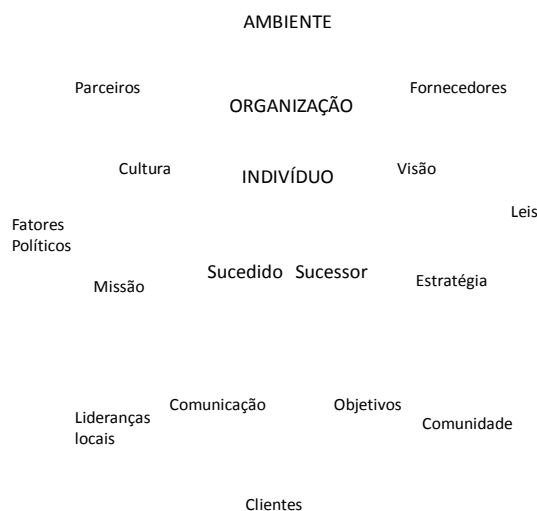 AMBIENTE
Parceiros
Fornecedores
ORGANIZAÇÃO
Cultura
INDIVÍDUO
Visão
Leis
Fatores
Políticos
Sucedido Sucessor
Missão
Estratégia
Comunicação
Objetivos
Lideranças
locais
Comunidade
Clientes